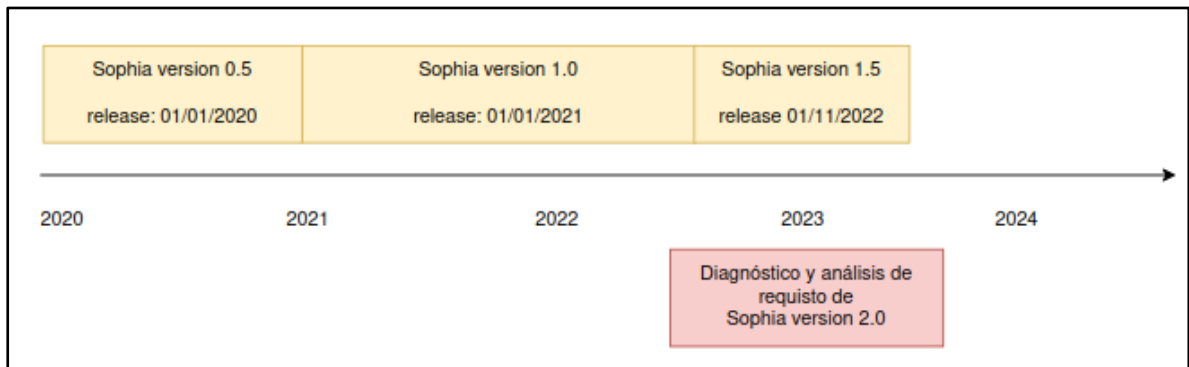 Sophia version 0.5
release: 01/01/2020
Sophia version 1.0
release: 01/01/2021
Sophia version 1.5
release 01/11/2022
2020
2021
2022
2023
2024
Diagnóstico y análisis de
requisto de
Sophia version 2.0